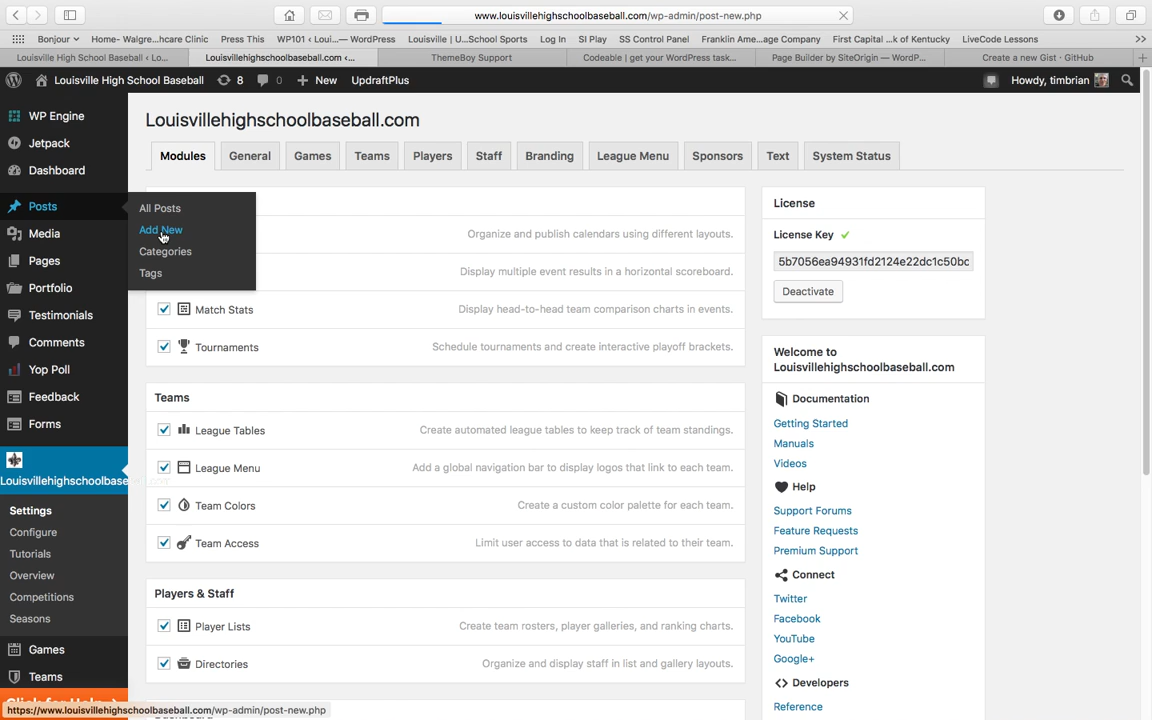 www.louisvillehighschoolbaseball.com/wp-admin/post-new.php
Bonjour Home- Walgre...hcare Clinic Press This WP101 ‹ Loui...— WordPress Louisville | U...School Sports Log In SI Play SS Control Panel Franklin Ame...age Company First Capital ...k of Kentucky LiveCode Lessons >>
Louisville High School Baseball ‹ Lo... Louisvillehighschoolbaseball.com ‹... ThemeBoy Support Codeable | get your WordPress task... Page Builder by SiteOrigin — WordP... Create a new Gist · GitHub +
Louisville High School Baseball 8 0 + New UpdraftPlus Howdy, timbrian
WP Engine
Jetpack
Dashboard
Posts
Media
Pages
Portfolio
Testimonials
Comments
Yop Poll
Feedback
Forms
Louisvillehighschoolbase
Settings
Configure
Tutorials
Overview
Competitions
Seasons
Games
Teams
All Posts
Add New
Categories
Tags
Louisvillehighschoolbaseball.com
Modules General Games Teams Players Staff Branding League Menu Sponsors Text System Status
Organize and publish calendars using different layouts.
Display multiple event results in a horizontal scoreboard.
Match Stats Display head-to-head team comparison charts in events.
Tournaments Schedule tournaments and create interactive playoff brackets.
Teams
League Tables Create automated league tables to keep track of team standings.
League Menu Add a global navigation bar to display logos that link to each team.
Team Colors Create a custom color palette for each team.
Team Access Limit user access to data that is related to their team.
Players & Staff
Player Lists Create team rosters, player galleries, and ranking charts.
Directories Organize and display staff in list and gallery layouts.
License
License Key
5b7056ea94931fd2124e22dc1c50bc
Deactivate
Welcome to
Louisvillehighschoolbaseball.com
Documentation
Getting Started
Manuals
Videos
Help
Support Forums
Feature Requests
Premium Support
Connect
Twitter
Facebook
YouTube
Google+
Developers
Reference
https://www.louisvillehighschoolbaseball.com/wp-admin/post-new.php